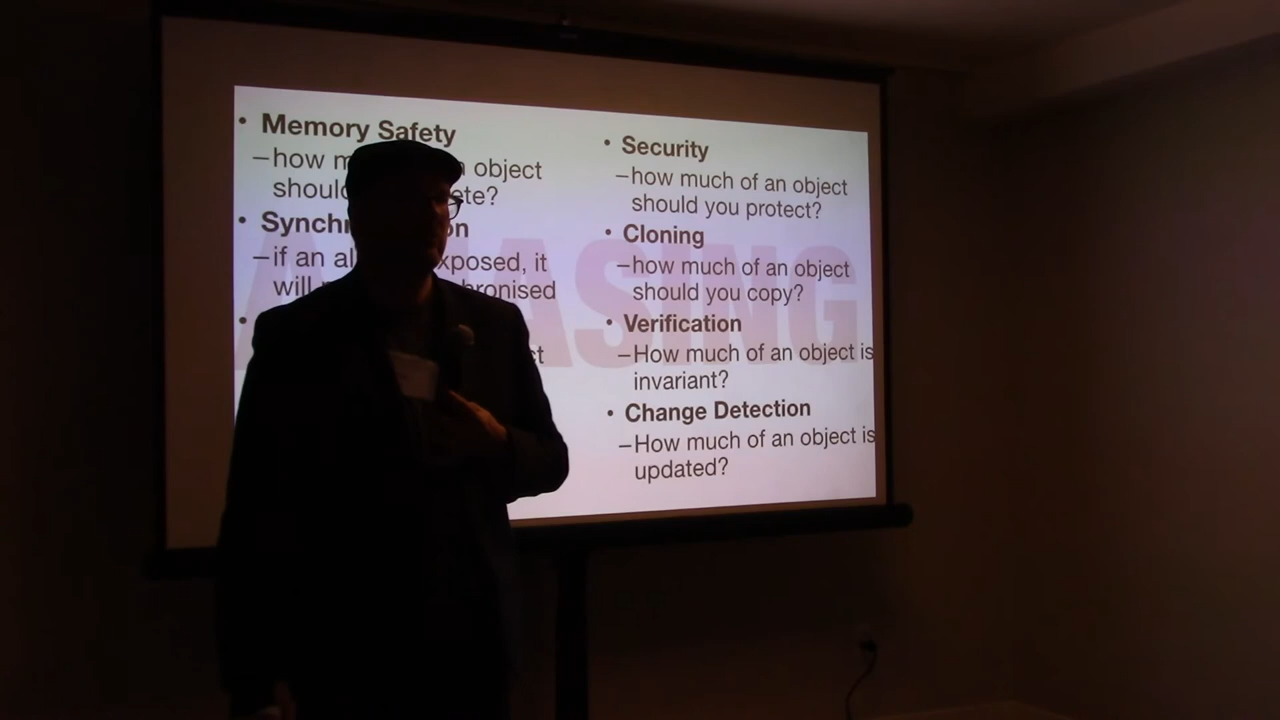 • Memory Safety
–how m object
shoul ete?
• Synchr on
–if an al xposed, it
will hronised
•
ct
• Security
–how much of an object
should you protect?
• Cloning
–how much of an object
should you copy?
• Verification
–How much of an object is
invariant?
• Change Detection
–How much of an object is
updated?
A ASING